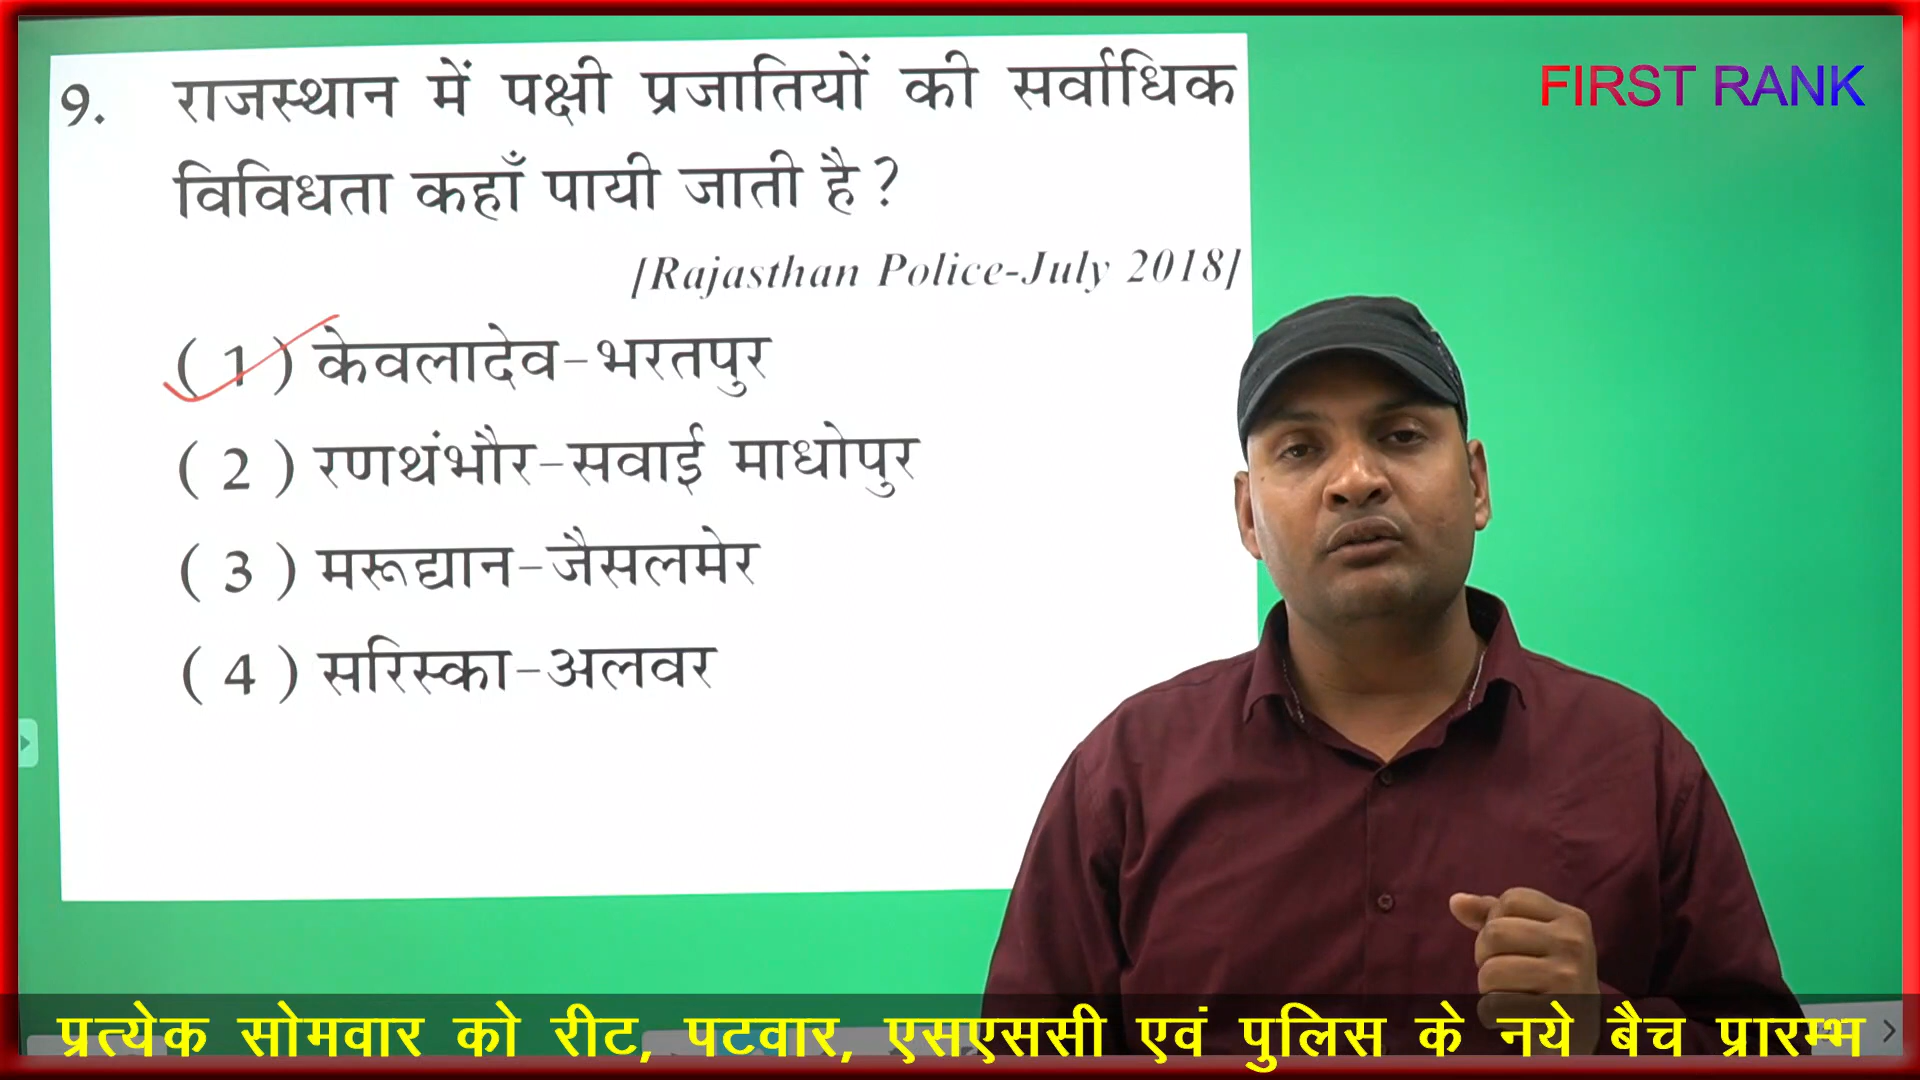 FIRST RANK
9. राजस्थान में पक्षी प्रजातियों की सर्वाधिक
विविधता कहाँ पायी जाती है ?
[Rajasthan Police-July 2018]
( 1 ) केवलादेव-भरतपुर
( 2 ) रणथंभौर-सवाई माधोपुर
( 3 ) मरूद्यान-जैसलमेर
( 4 ) सरिस्का-अलवर
प्रत्येक सोमवार को रीट, पटवार, एसएससी एवं पुलिस के नये बैच प्रारम्भ